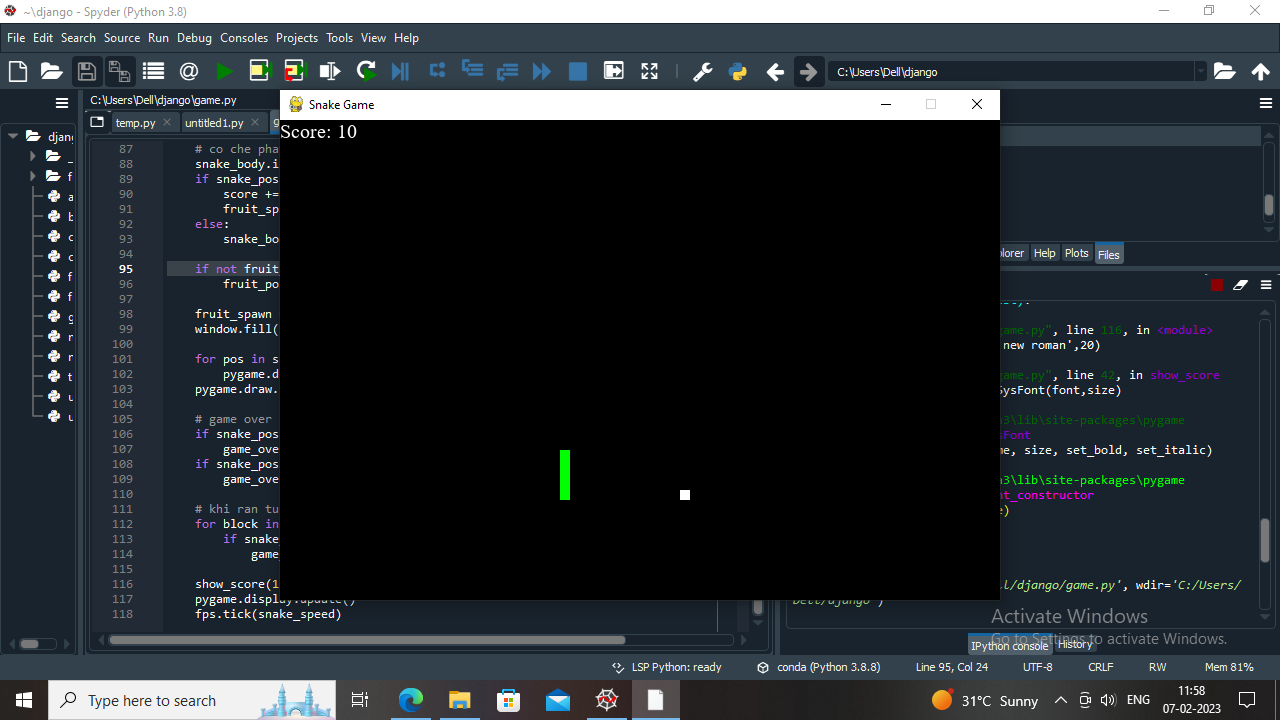 ~\django - Spyder (Python 3.8)
File Edit Search Source Run Debug Consoles Projects Tools View Help
C:\Users\Dell\django
C:\Users\Dell\django\game.py
Snake Game
temp.py
untitled1.py
Score: 10
87 # co che pha
88 snake_body.i
89 if snake_pos
90 score +=
91 fruit_sp
92 else:
93 snake_bo
94
95 if not fruit_
96 fruit_po
97
98 fruit_spawn
99 window.fill(
100
101 for pos in s
102 pygame.d
103 pygame.draw.
104
105 # game over
106 if snake_pos
107 game_ove
108 if snake_pos
109 game_ove
110
111 # khi ran tu
112 for block in
113 if snake
114 game
115
116 show_score(1
117 pygame.display.update()
118 fps.tick(snake_speed)
djang
plorer Help Plots Files
game.py", line 116, in <module>
new roman',20)
game.py", line 42, in show_score
SysFont(font,size)
a3\lib\site-packages\pygame
sFont
me, size, set_bold, set_italic)
a3\lib\site-packages\pygame
nt_constructor
e)
ll/django/game.py', wdir='C:/Users/
Dell/django')
Activate Windows
Go to Settings to activate Windows.
IPython console History
LSP Python: ready conda (Python 3.8.8) Line 95, Col 24 UTF-8 CRLF RW Mem 81%
Type here to search
31°C Sunny
ENG
11:58
07-02-2023